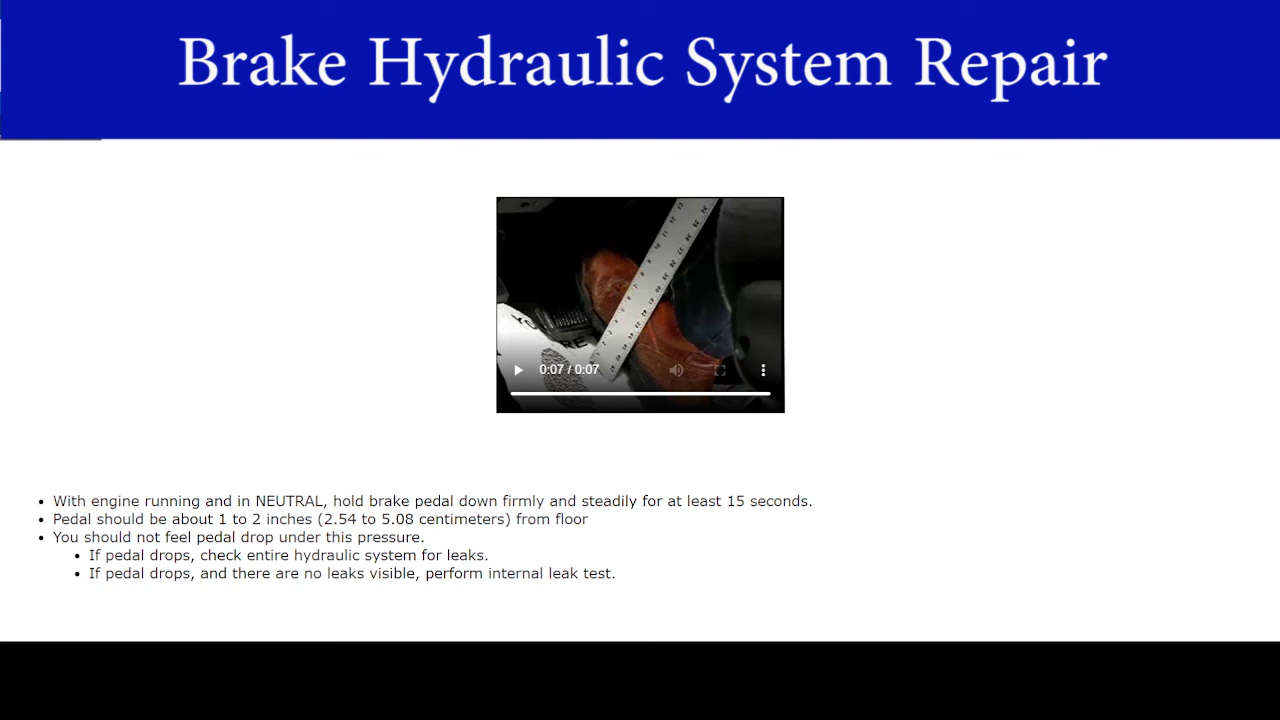 Brake Hydraulic System Repair
0:07 / 0:07
• With engine running and in NEUTRAL, hold brake pedal down firmly and steadily for at least 15 seconds.
• Pedal should be about 1 to 2 inches (2.54 to 5.08 centimeters) from floor
• You should not feel pedal drop under this pressure.
• If pedal drops, check entire hydraulic system for leaks.
• If pedal drops, and there are no leaks visible, perform internal leak test.